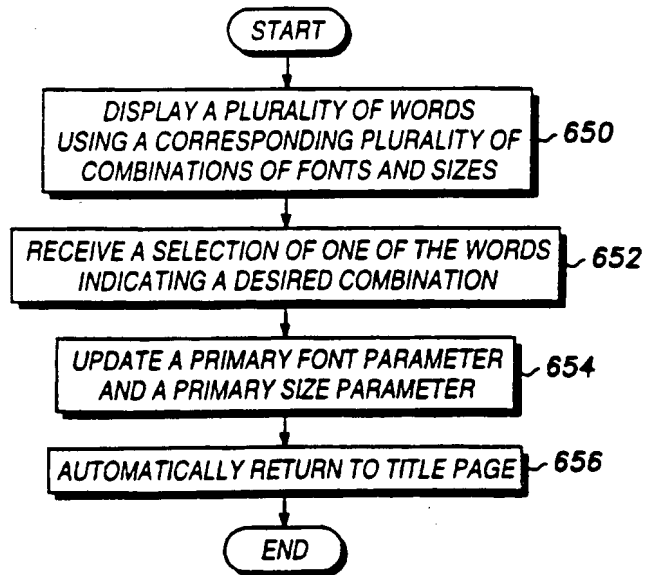 START
DISPLAY A PLURALITY OF WORDS
USING A CORRESPONDING PLURALITY OF
COMBINATIONS OF FONTS AND SIZES
650
RECEIVE A SELECTION OF ONE OF THE WORDS
INDICATING A DESIRED COMBINATION
652
UPDATE A PRIMARY FONT PARAMETER
AND A PRIMARY SIZE PARAMETER
654
AUTOMATICALLY RETURN TO TITLE PAGE
656
END